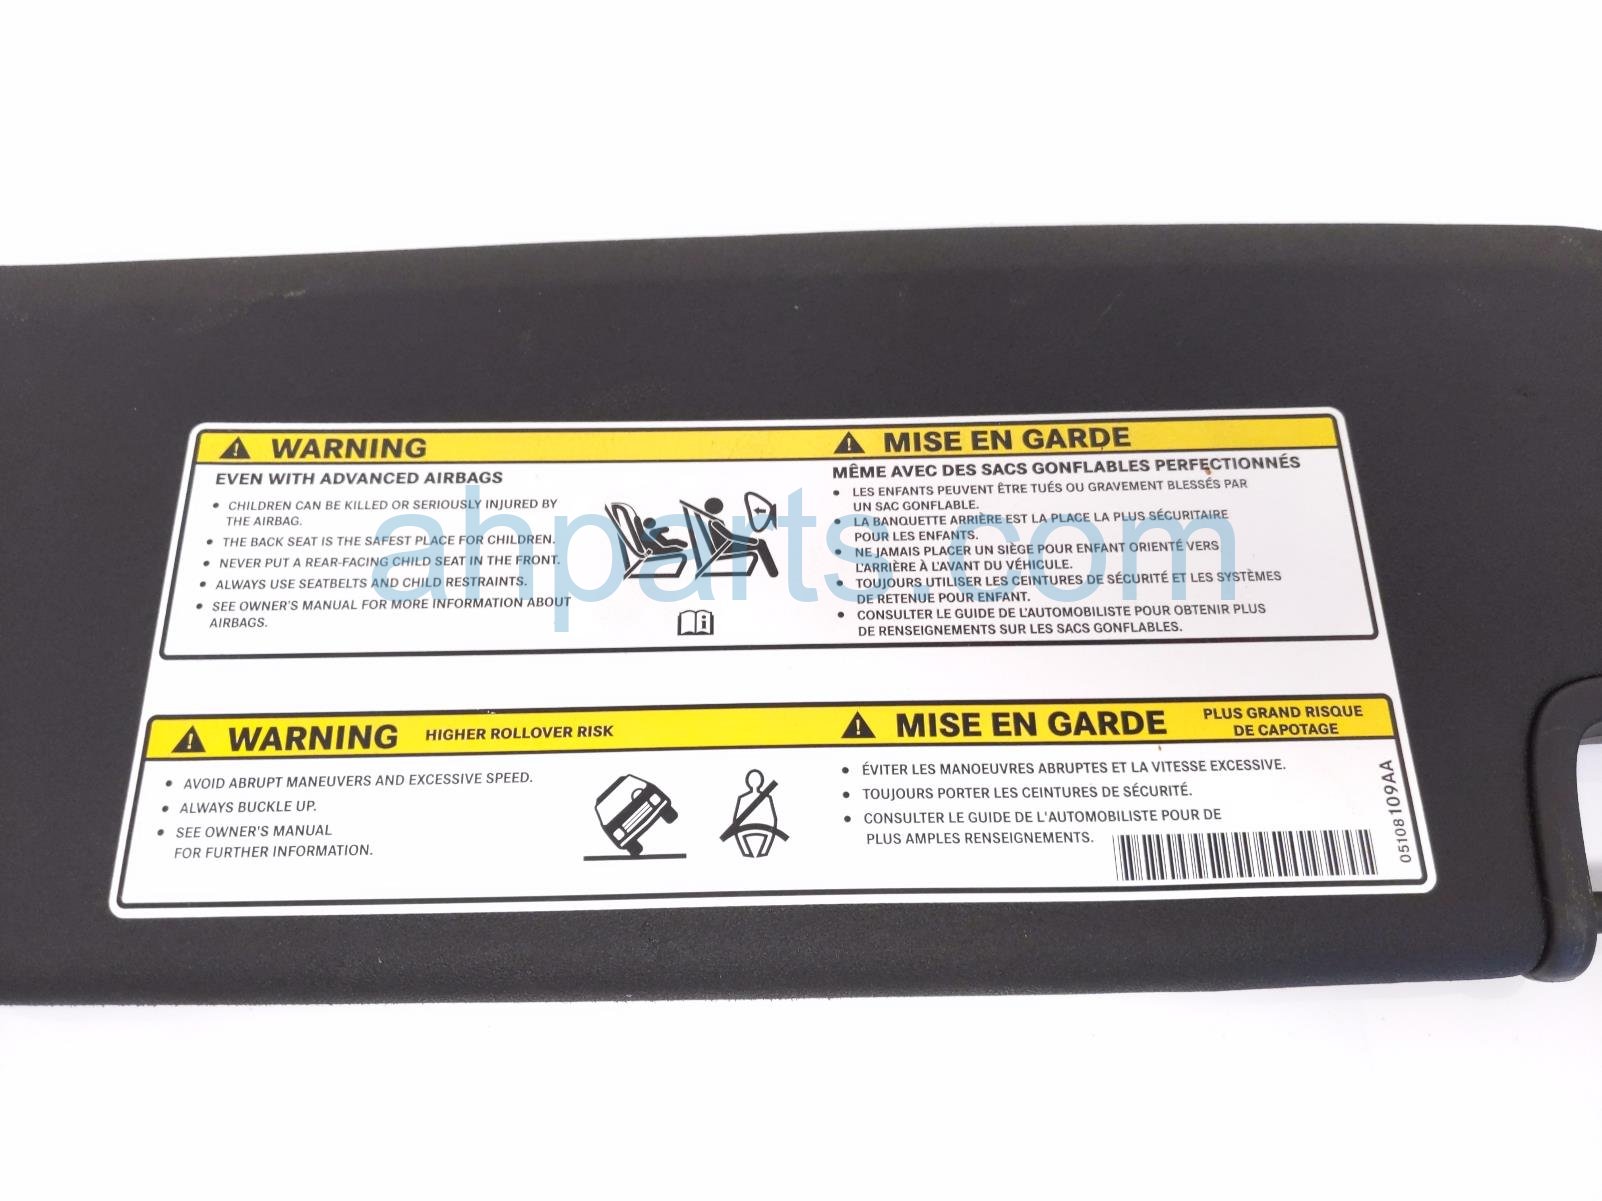 WARNING
EVEN WITH ADVANCED AIRBAGS
• CHILDREN CAN BE KILLED OR SERIOUSLY INJURED BY
THE AIRBAG.
• THE BACK SEAT IS THE SAFEST PLACE FOR CHILDREN.
• NEVER PUT A REAR-FACING CHILD SEAT IN THE FRONT.
• ALWAYS USE SEATBELTS AND CHILD RESTRAINTS.
• SEE OWNER'S MANUAL FOR MORE INFORMATION ABOUT
AIRBAGS.
MISE EN GARDE
MÊME AVEC DES SACS GONFLABLES PERFECTIONNÉS
• LES ENFANTS PEUVENT ÊTRE TUÉS OU GRAVEMENT BLESSÉS PAR
UN SAC GONFLABLE.
• LA BANQUETTE ARRIÈRE EST LA PLACE LA PLUS SÉCURITAIRE
POUR LES ENFANTS.
• NE JAMAIS PLACER UN SIÈGE POUR ENFANT ORIENTÉ VERS
L'ARRIÈRE À L'AVANT DU VÉHICULE.
• TOUJOURS UTILISER LES CEINTURES DE SÉCURITÉ ET LES SYSTÈMES
DE RETENUE POUR ENFANT.
• CONSULTER LE GUIDE DE L'AUTOMOBILISTE POUR OBTENIR PLUS
DE RENSEIGNEMENTS SUR LES SACS GONFLABLES.
ahparts.com
WARNING HIGHER ROLLOVER RISK
• AVOID ABRUPT MANEUVERS AND EXCESSIVE SPEED.
• ALWAYS BUCKLE UP.
• SEE OWNER'S MANUAL
FOR FURTHER INFORMATION.
MISE EN GARDE PLUS GRAND RISQUE
DE CAPOTAGE
• ÉVITER LES MANOEUVRES ABRUPTES ET LA VITESSE EXCESSIVE.
• TOUJOURS PORTER LES CEINTURES DE SÉCURITÉ.
• CONSULTER LE GUIDE DE L'AUTOMOBILISTE POUR DE
PLUS AMPLES RENSEIGNEMENTS.
05108109AA